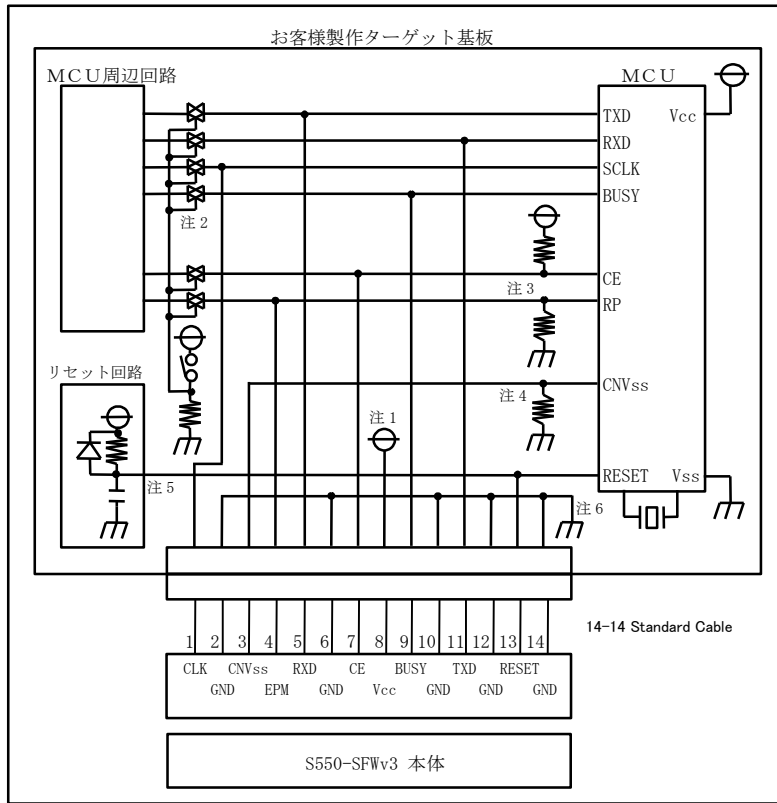 お客様製作ターゲット基板
MCU周辺回路
MCU
TXD
Vcc
RXD
SCLK
BUSY
注2
CE
注3
RP
リセット回路
CNVss
注4
注1
RESET
Vss
注5
注6
14-14 Standard Cable
1 2 3 4 5 6 7 8 9 10 11 12 13 14
CLK CNVss RXD CE BUSY TXD RESET
GND EPM GND Vcc GND GND GND
S550-SFWv3 本体